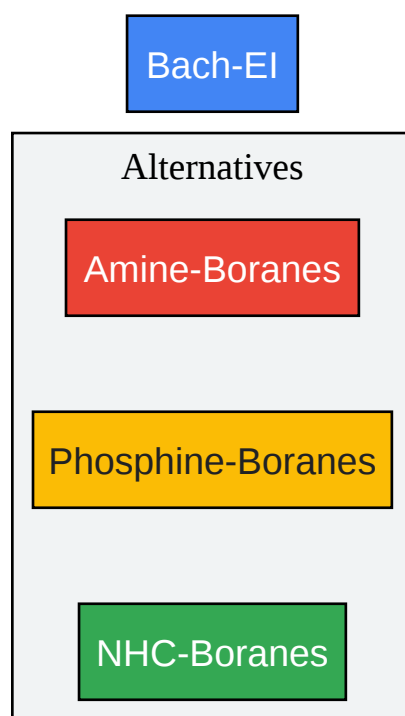 Bach-EI
Alternatives
Amine-Boranes
Phosphine-Boranes
NHC-Boranes